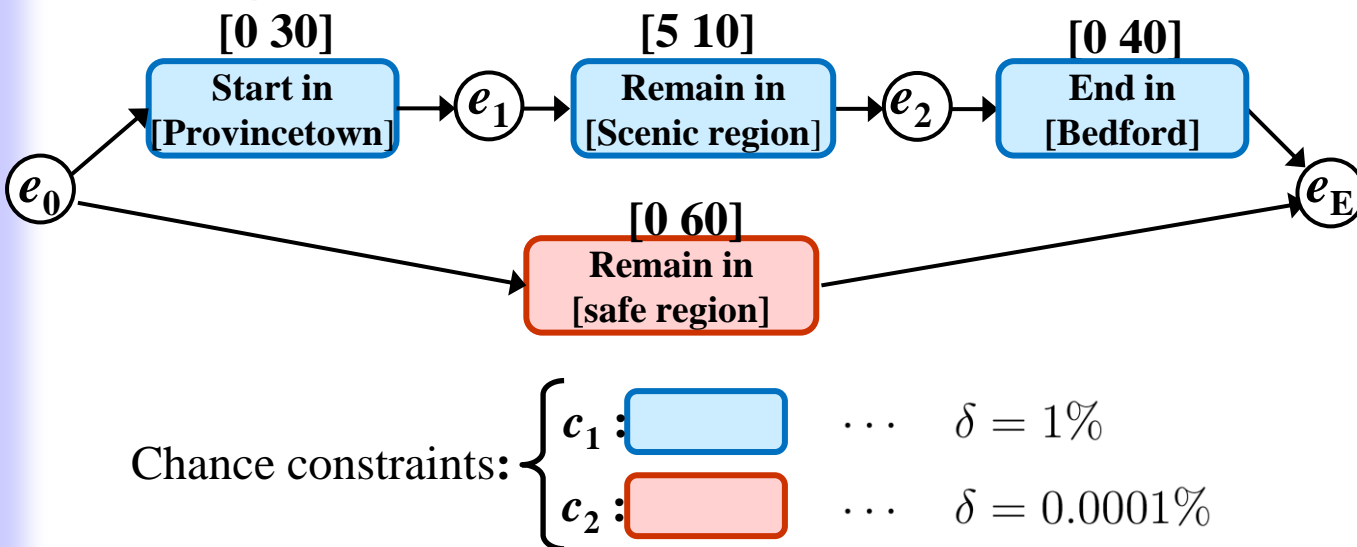 [0 30]
[5 10]
[0 40]
Start in
[Provincetown]
e1
Remain in
[Scenic region]
e2
End in
[Bedford]
e0
eE
[0 60]
Remain in
[safe region]
Chance constraints:
c1 : ⋯ δ = 1%
c2 : ⋯ δ = 0.0001%